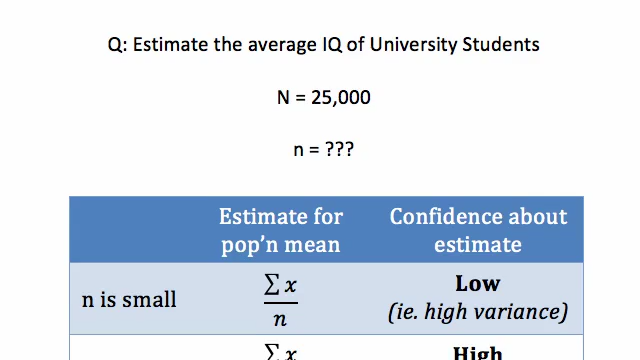 Q: Estimate the average IQ of University Students
N = 25,000
n = ???
Estimate for Confidence about
pop'n mean estimate
n is small
∑ x
n
Low
(ie. high variance)
∑ x
High